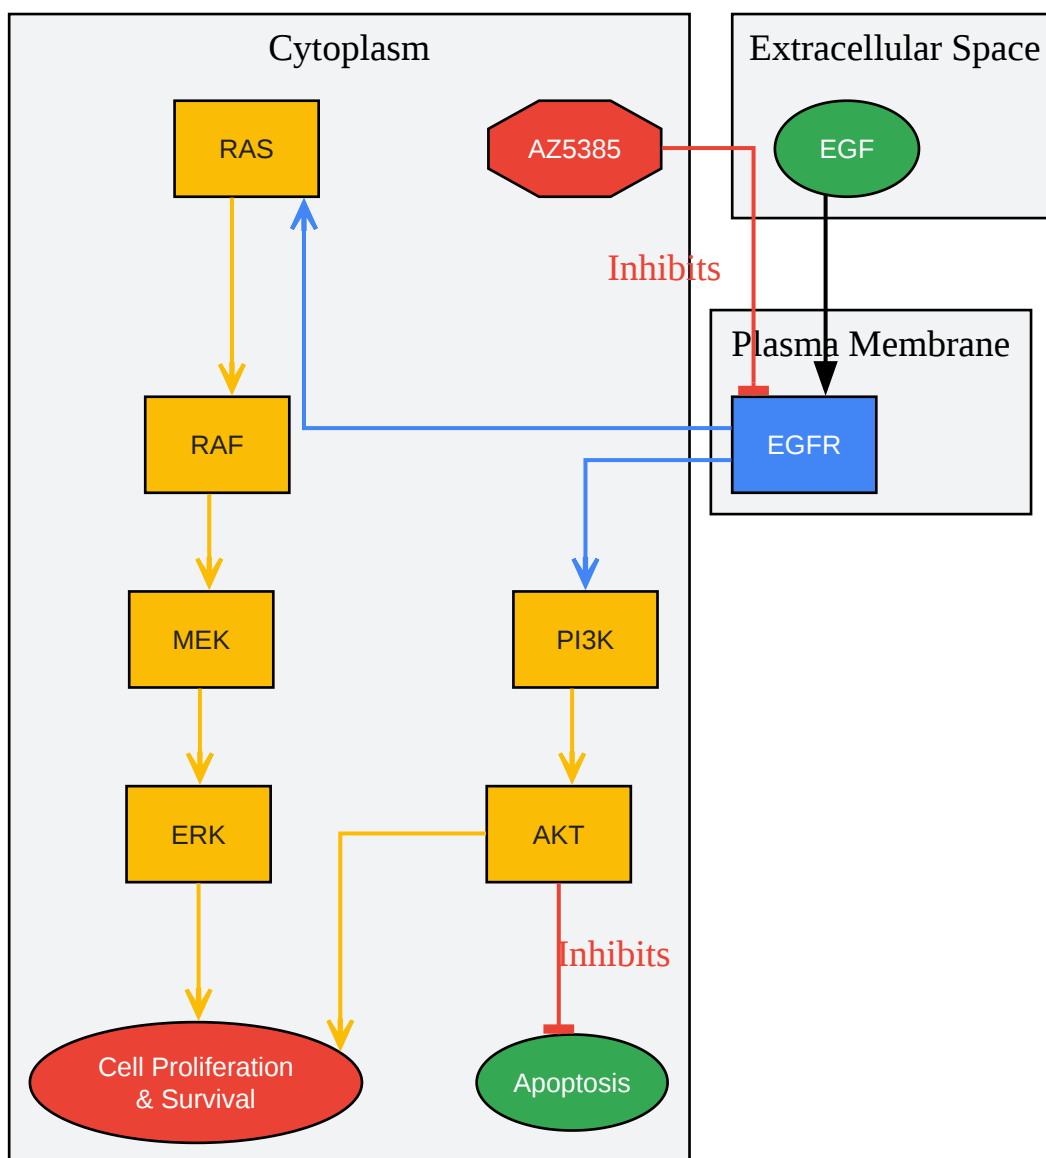 Cytoplasm
Extracellular Space
RAS
AZ5385
EGF
Inhibits
Plasma Membrane
RAF
EGFR
MEK
PI3K
ERK
AKT
Inhibits
Cell Proliferation
& Survival
Apoptosis